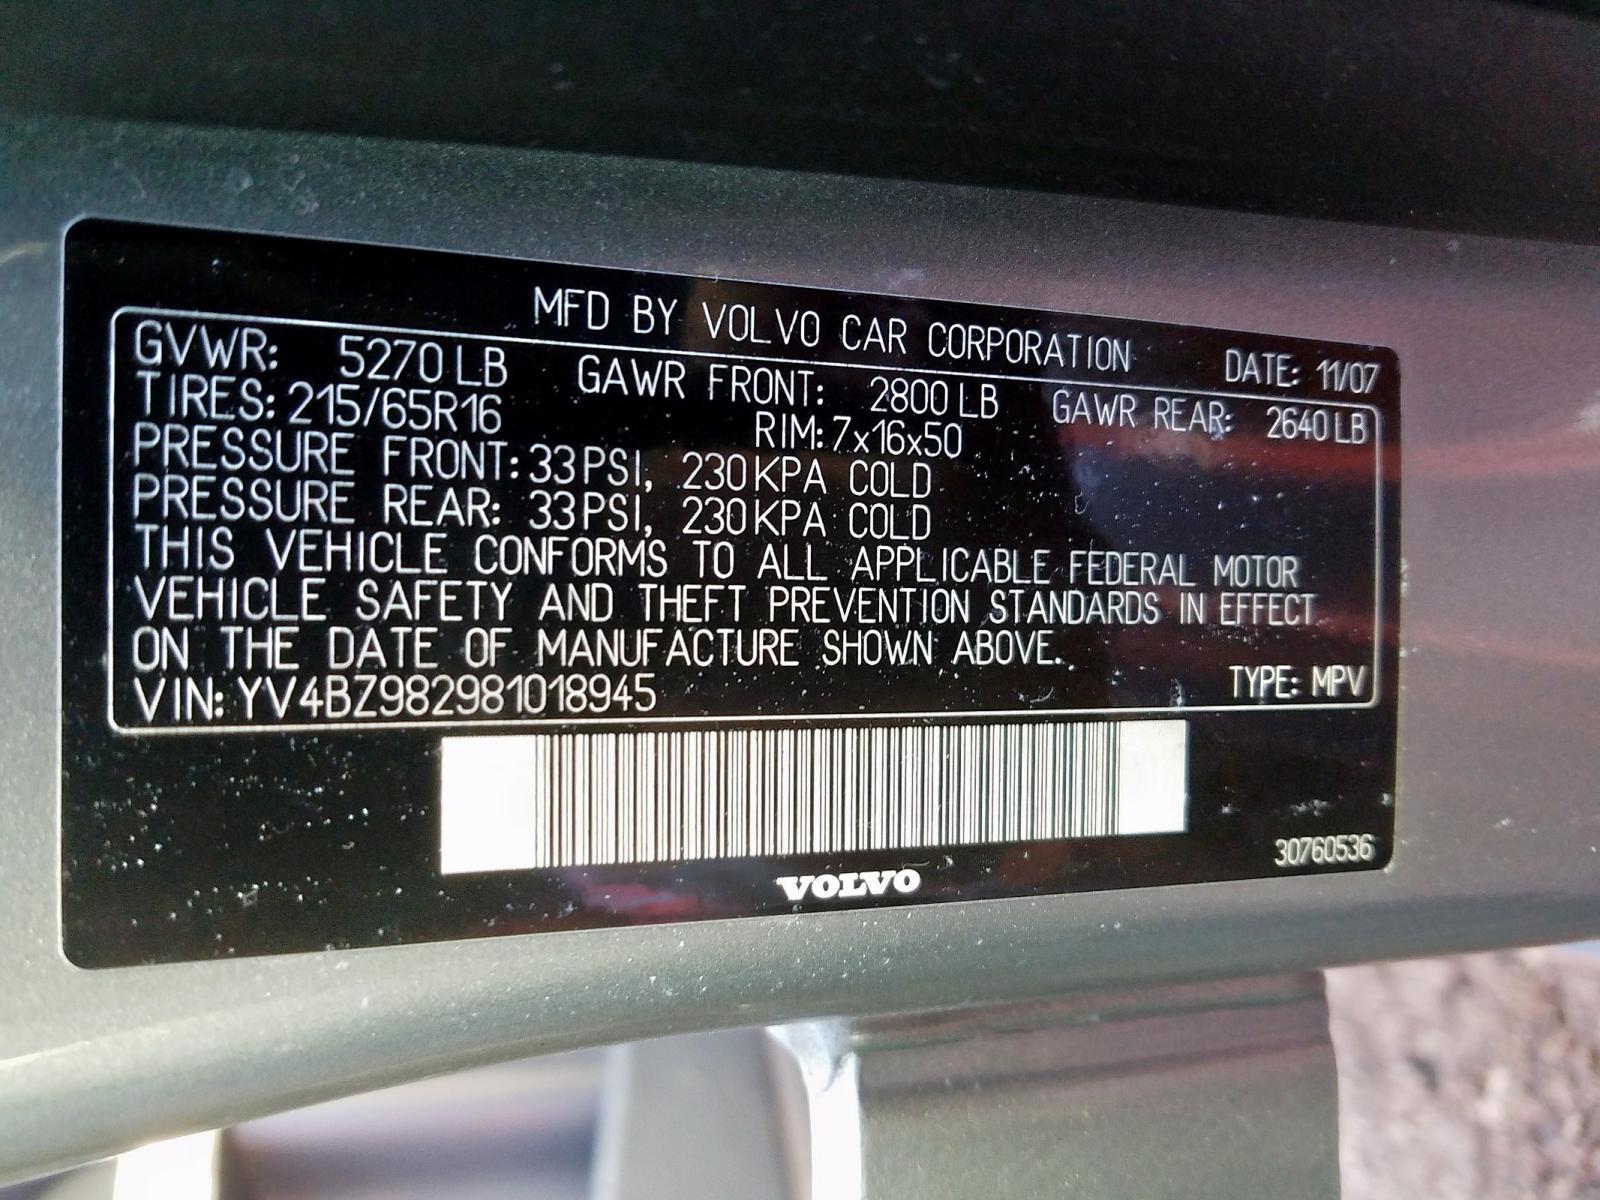 MFD BY VOLVO CAR CORPORATION DATE: 11/07
GVWR: 5270 LB GAWR FRONT: 2800 LB GAWR REAR: 2640 LB
TIRES: 215/65R16 RIM: 7x16x50
PRESSURE FRONT: 33 PSI, 230 KPA COLD
PRESSURE REAR: 33 PSI, 230 KPA COLD
THIS VEHICLE CONFORMS TO ALL APPLICABLE FEDERAL MOTOR
VEHICLE SAFETY AND THEFT PREVENTION STANDARDS IN EFFECT
ON THE DATE OF MANUFACTURE SHOWN ABOVE.
VIN: YV4BZ982981018945 TYPE: MPV
30760536
VOLVO